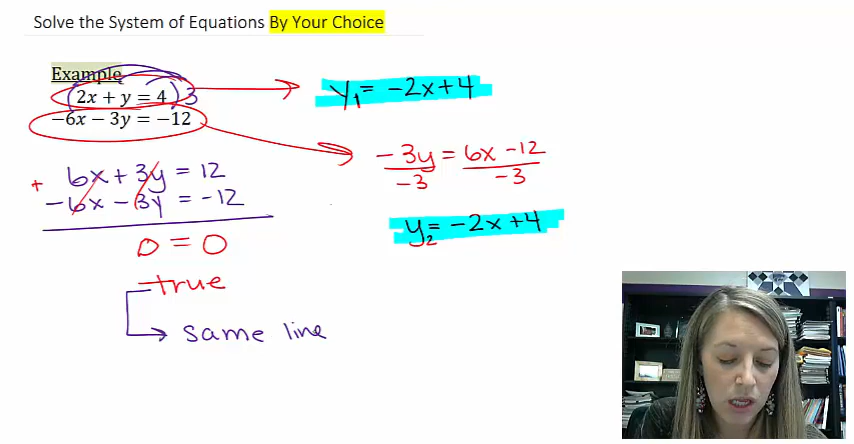 Solve the System of Equations By Your Choice
Example
(2x + y = 4)3
−6x − 3y = −12
y₁ = −2x+4
−3y = 6x −12
−3 −3
y₂ = −2x+4
6x + 3y = 12
+ −6x − 3y = −12
0 = 0
true
same line